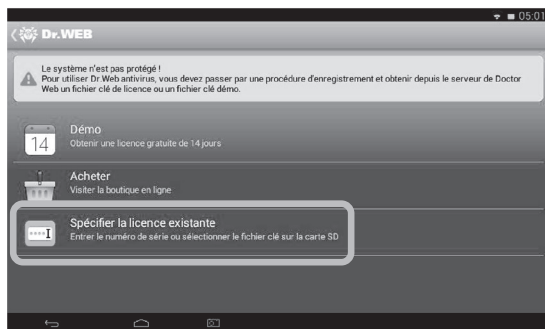 05:01
Dr.WEB
Le système n'est pas protégé !
Pour utiliser Dr.Web antivirus, vous devez passer par une procédure d'enregistrement et obtenir depuis le serveur de Doctor
Web un fichier clé de licence ou un fichier clé démo.
14
Démo
Obtenir une licence gratuite de 14 jours
Acheter
Visiter la boutique en ligne
Spécifier la licence existante
Entrer le numéro de série ou sélectionner le fichier clé sur la carte SD